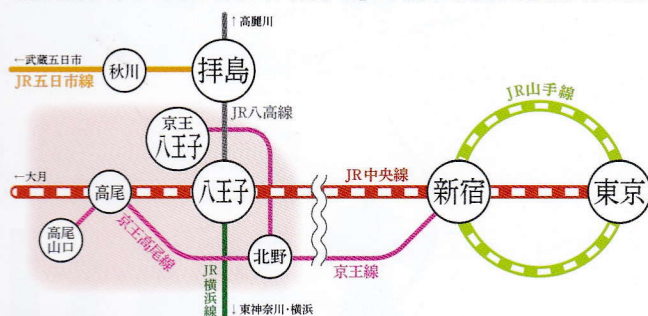 ↑高麗川
←武蔵五日市
秋川
拝島
JR五日市線
JR山手線
JR八高線
京王
八王子
←大月
高尾
八王子
JR中央線
新宿
東京
高尾
山口
京王高尾線
北野
京王線
JR横浜線
↓東神奈川・横浜